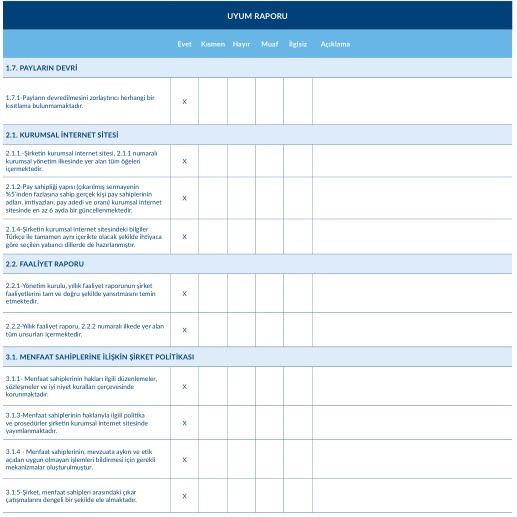 UYUM RAPORU
Evet Kısmen Hayır Muaf İlgisiz Açıklama
1.7. PAYLARIN DEVRİ
1.7.1-Payların devredilmesini zorlaştırıcı herhangi bir
kısıtlama bulunmamaktadır.
X
2.1. KURUMSAL İNTERNET SİTESİ
2.1.1.-Şirketin kurumsal internet sitesi, 2.1.1 numaralı
kurumsal yönetim ilkesinde yer alan tüm öğeleri
içermektedir.
X
2.1.2-Pay sahipliği yapısı (çıkarılmış sermayenin
%5'inden fazlasına sahip gerçek kişi pay sahiplerinin
adları, imtiyazları, pay adedi ve oranı) kurumsal internet
sitesinde en az 6 ayda bir güncellenmektedir.
X
2.1.4-Şirketin kurumsal internet sitesindeki bilgiler
Türkçe ile tamamen aynı içerikte olacak şekilde ihtiyaca
göre seçilen yabancı dillerde de hazırlanmıştır.
X
2.2. FAALİYET RAPORU
2.2.1-Yönetim kurulu, yıllık faaliyet raporunun şirket
faaliyetlerini tam ve doğru şekilde yansıtmasını temin
etmektedir.
X
2.2.2-Yıllık faaliyet raporu, 2.2.2 numaralı ilkede yer alan
tüm unsurları içermektedir.
X
3.1. MENFAAT SAHİPLERİNE İLİŞKİN ŞİRKET POLİTİKASI
3.1.1- Menfaat sahiplerinin hakları ilgili düzenlemeler,
sözleşmeler ve iyi niyet kuralları çerçevesinde
korunmaktadır.
X
3.1.3-Menfaat sahiplerinin haklarıyla ilgili politika
ve prosedürler şirketin kurumsal internet sitesinde
yayımlanmaktadır.
X
3.1.4 - Menfaat sahiplerinin, mevzuata aykırı ve etik
açıdan uygun olmayan işlemleri bildirmesi için gerekli
mekanizmalar oluşturulmuştur.
X
3.1.5-Şirket, menfaat sahipleri arasındaki çıkar
çatışmalarını dengeli bir şekilde ele almaktadır.
X